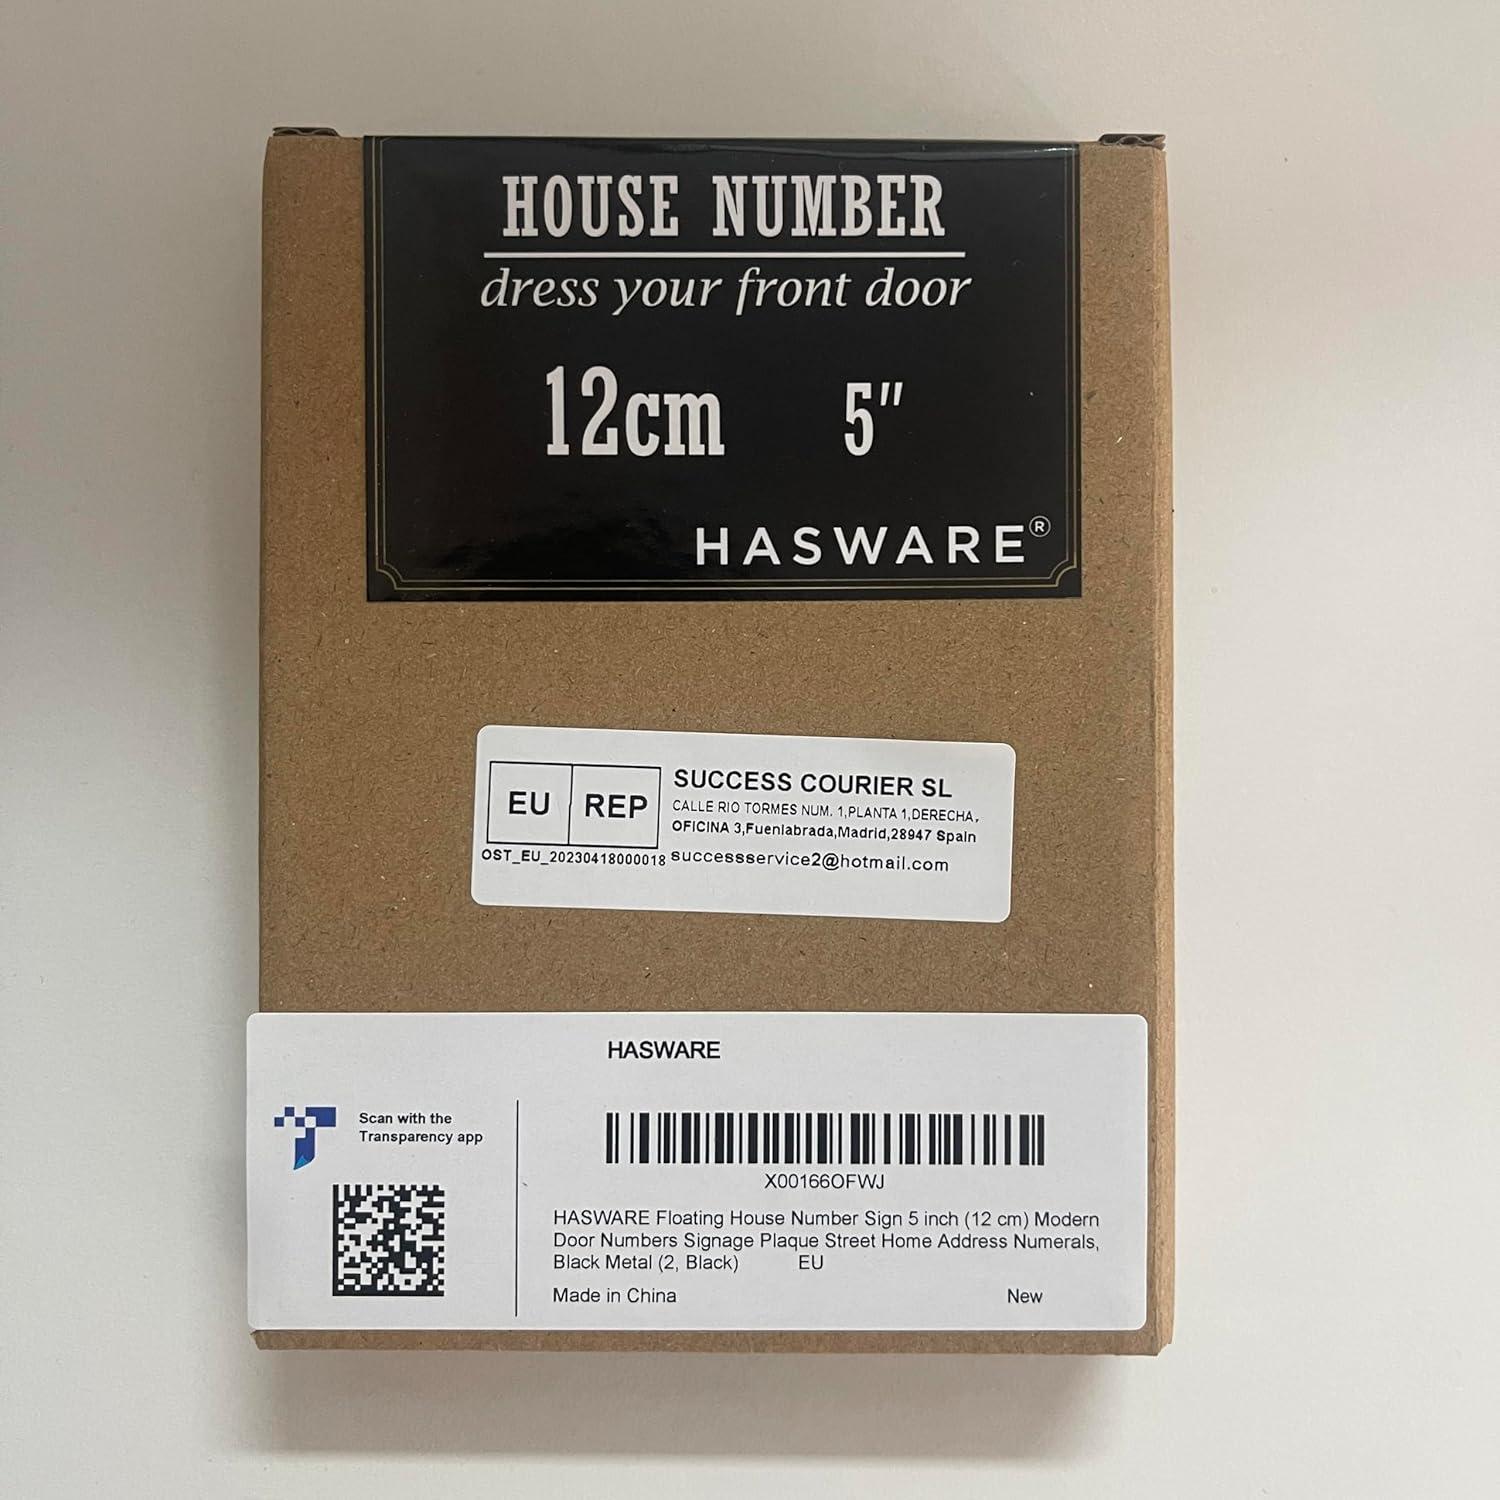 HOUSE NUMBER
dress your front door
12cm 5"
HASWARE®
EU REP
OST_EU_20230418000018
SUCCESS COURIER SL
CALLE RIO TORMES NUM. 1,PLANTA 1,DERECHA,
OFICINA 3,Fuenlabrada,Madrid,28947 Spain
successservice2@hotmail.com
HASWARE
Scan with the
Transparency app
X00166OFWJ
HASWARE Floating House Number Sign 5 inch (12 cm) Modern
Door Numbers Signage Plaque Street Home Address Numerals,
Black Metal (2, Black) EU
Made in China New